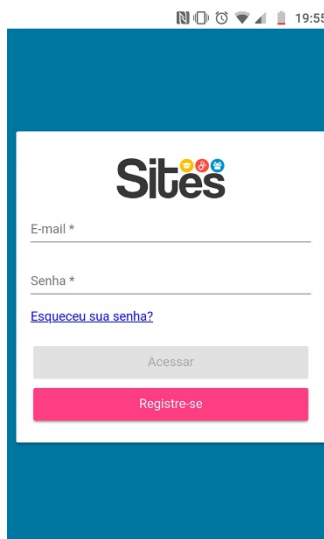 19:55
Sites
E-mail *
Senha *
Esqueceu sua senha?
Acessar
Registre-se